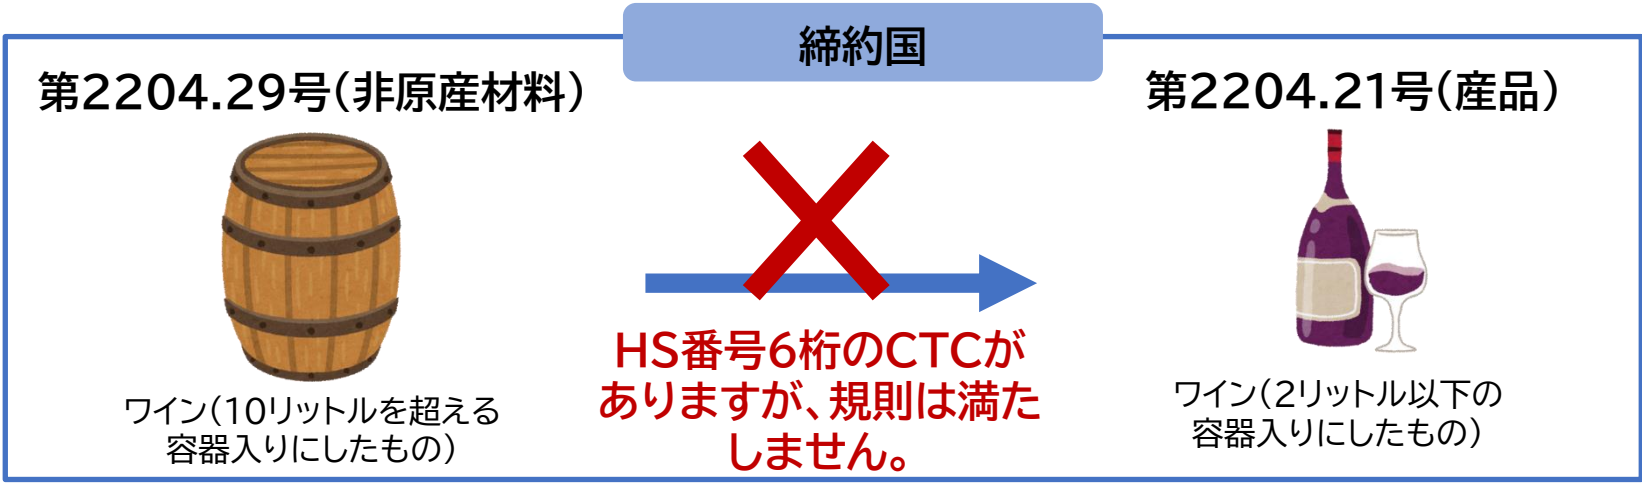 締約国
第2204.29号(非原産材料)
第2204.21号(産品)
HS番号6桁のCTCが
ありますが、規則は満た
しません。
ワイン(10リットルを超える
容器入りにしたもの)
ワイン(2リットル以下の
容器入りにしたもの)